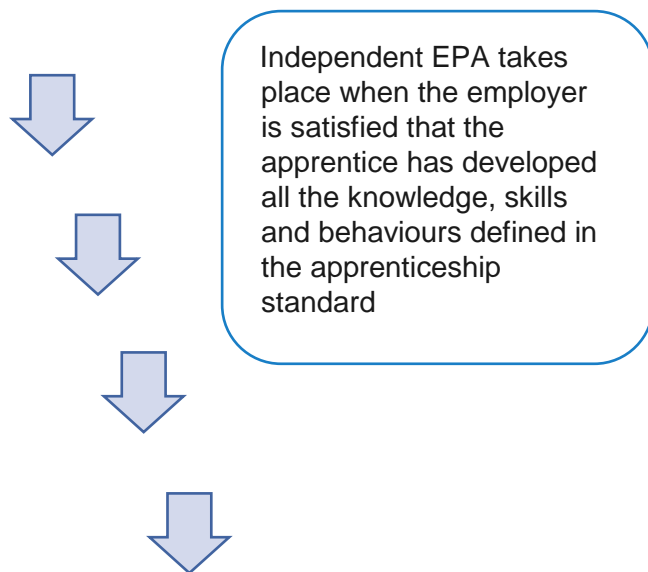 Independent EPA takes
place when the employer
is satisfied that the
apprentice has developed
all the knowledge, skills
and behaviours defined in
the apprenticeship
standard